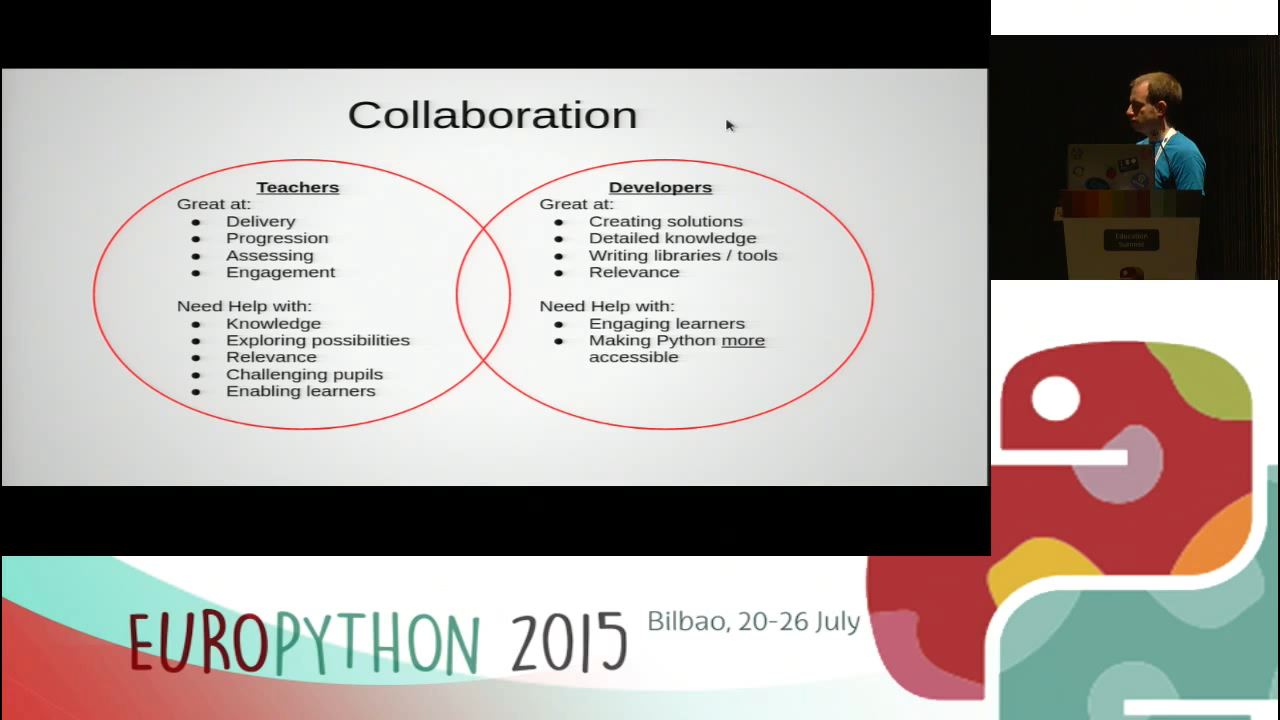 Collaboration
Teachers
Great at:
● Delivery
● Progression
● Assessing
● Engagement
Need Help with:
● Knowledge
● Exploring possibilities
● Relevance
● Challenging pupils
● Enabling learners
Developers
Great at:
● Creating solutions
● Detailed knowledge
● Writing libraries / tools
● Relevance
Need Help with:
● Engaging learners
● Making Python more
accessible
Education
Summit
EUROPYTHON 2015
Bilbao, 20-26 July